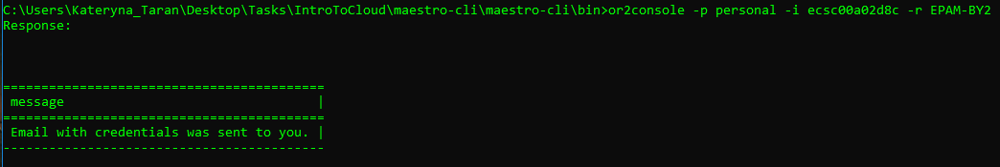 C:\Users\Kateryna_Taran\Desktop\Tasks\IntroToCloud\maestro-cli\maestro-cli\bin>or2console -p personal -i ecsc00a02d8c -r EPAM-BY2
Response:
==========================================
message |
==========================================
Email with credentials was sent to you. |
------------------------------------------